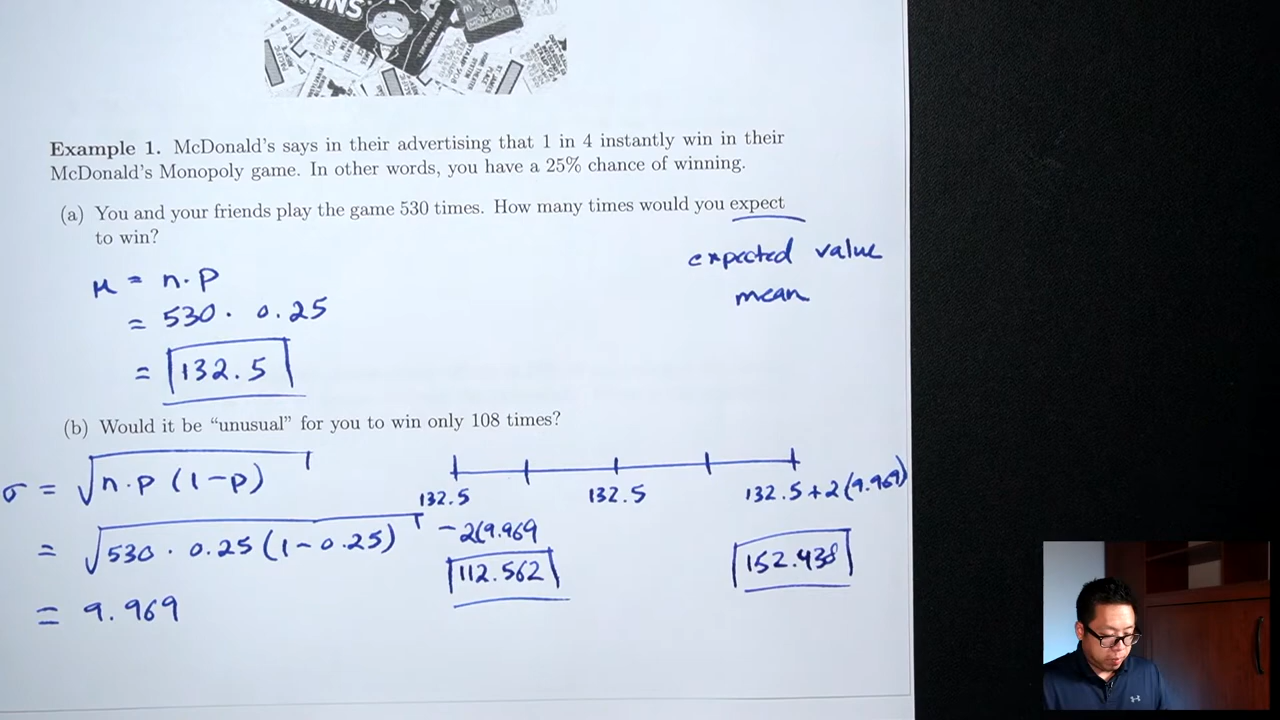 WINS
Example 1. McDonald's says in their advertising that 1 in 4 instantly win in their
McDonald's Monopoly game. In other words, you have a 25% chance of winning.
(a) You and your friends play the game 530 times. How many times would you expect
to win?
expected value
mean
μ = n·p
= 530 · 0.25
= 132.5
(b) Would it be “unusual” for you to win only 108 times?
σ = √n·p (1-p)
= √530 · 0.25 (1-0.25)
= 9.969
132.5 132.5 132.5+2(9.969)
-2(9.969
112.562 152.438